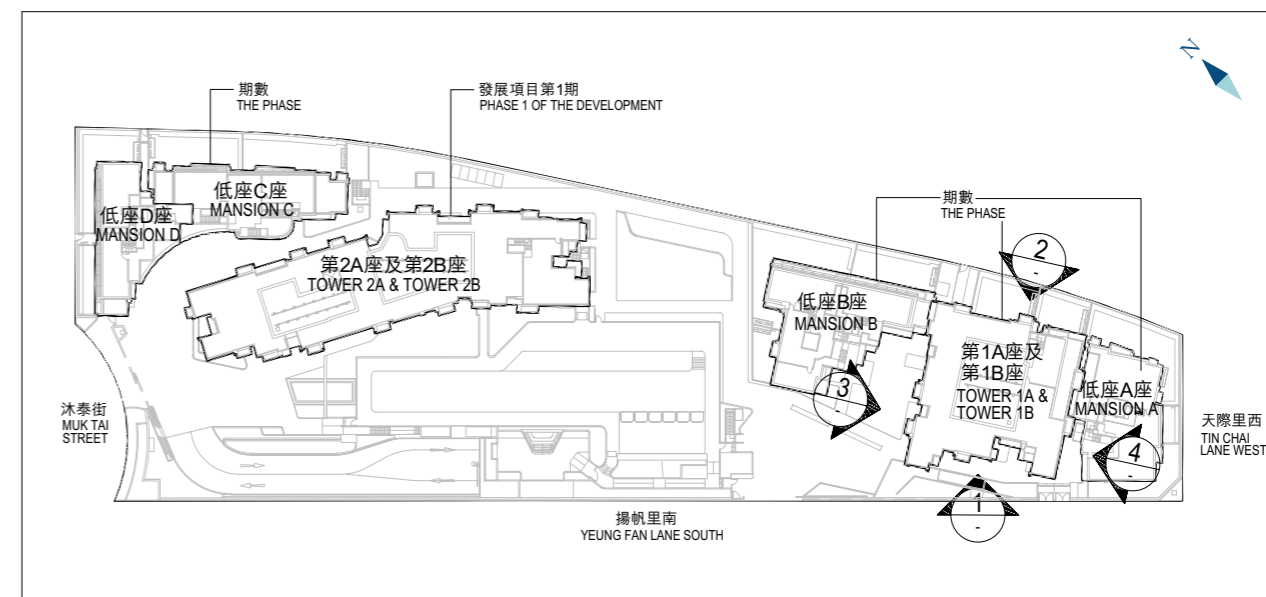 N
期數
THE PHASE
發展項目第1期
PHASE 1 OF THE DEVELOPMENT
低座C座
MANSION C
低座D座
MANSION D
第2A座及第2B座
TOWER 2A & TOWER 2B
期數
THE PHASE
2
-
低座B座
MANSION B
第1A座及
第1B座
TOWER 1A &
TOWER 1B
低座A座
MANSION A
3
-
4
-
1
-
沐泰街
MUK TAI
STREET
天際里西
TIN CHAI
LANE WEST
揚帆里南
YEUNG FAN LANE SOUTH